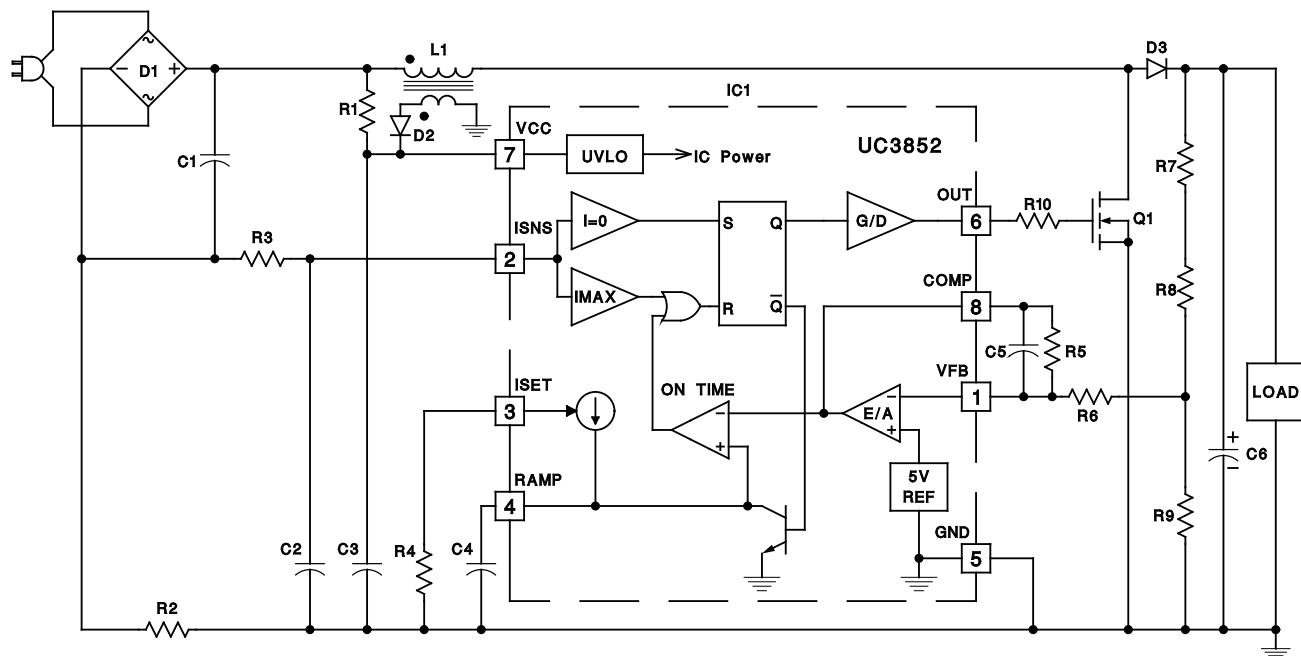 L1
D3
D1
R1
IC1
D2
VCC
UC3852
C1
7
UVLO
IC Power
R7
OUT
R10
ISNS
I=0
S
Q
G/D
6
Q1
R3
2
COMP
IMAX
R
Q̅
8
R8
C5
R5
VFB
ISET
ON TIME
−
1
LOAD
3
−
E/A
R6
+
+
C6
−
RAMP
5V
REF
4
R9
GND
C2
C3
R4
C4
5
R2